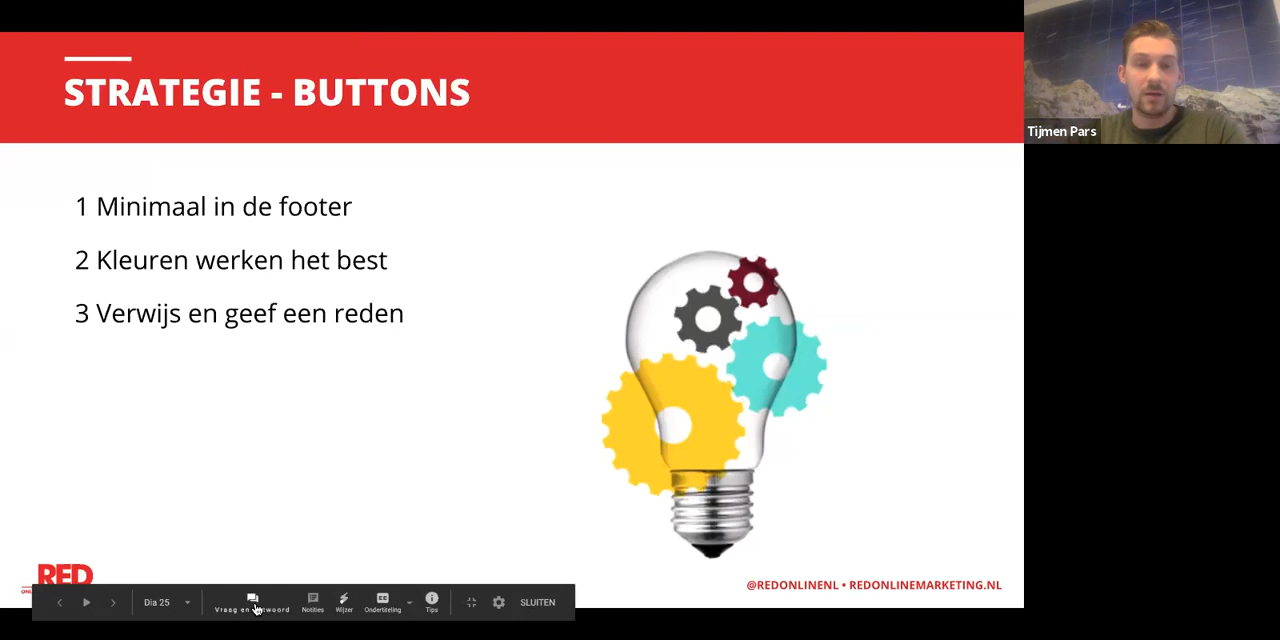 STRATEGIE - BUTTONS
Tijmen Pars
1 Minimaal in de footer
2 Kleuren werken het best
3 Verwijs en geef een reden
RED
@REDONLINENL • REDONLINEMARKETING.NL
Dia 25
Vraag en
Notities
Wijzer
Ondertiteling
Tips
SLUITEN